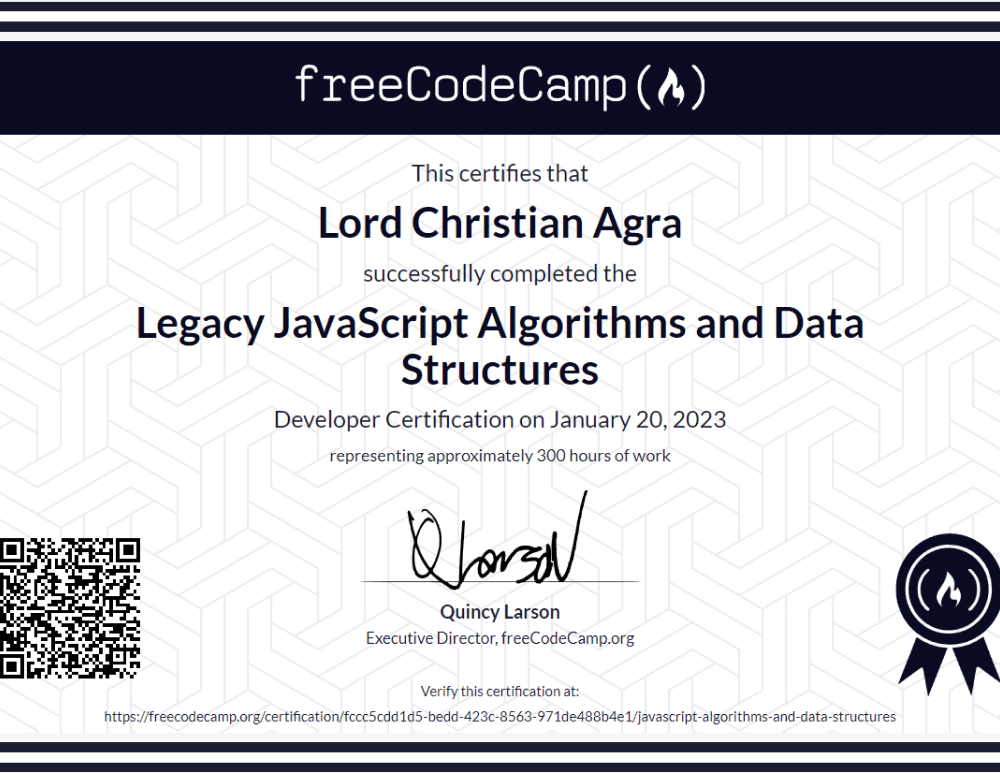 freeCodeCamp
This certifies that
Lord Christian Agra
successfully completed the
Legacy JavaScript Algorithms and Data
Structures
Developer Certification on January 20, 2023
representing approximately 300 hours of work
Quincy Larson
Executive Director, freeCodeCamp.org
Verify this certification at:
https://freecodecamp.org/certification/fccc5cdd1d5-bedd-423c-8563-971de488b4e1/javascript-algorithms-and-data-structures